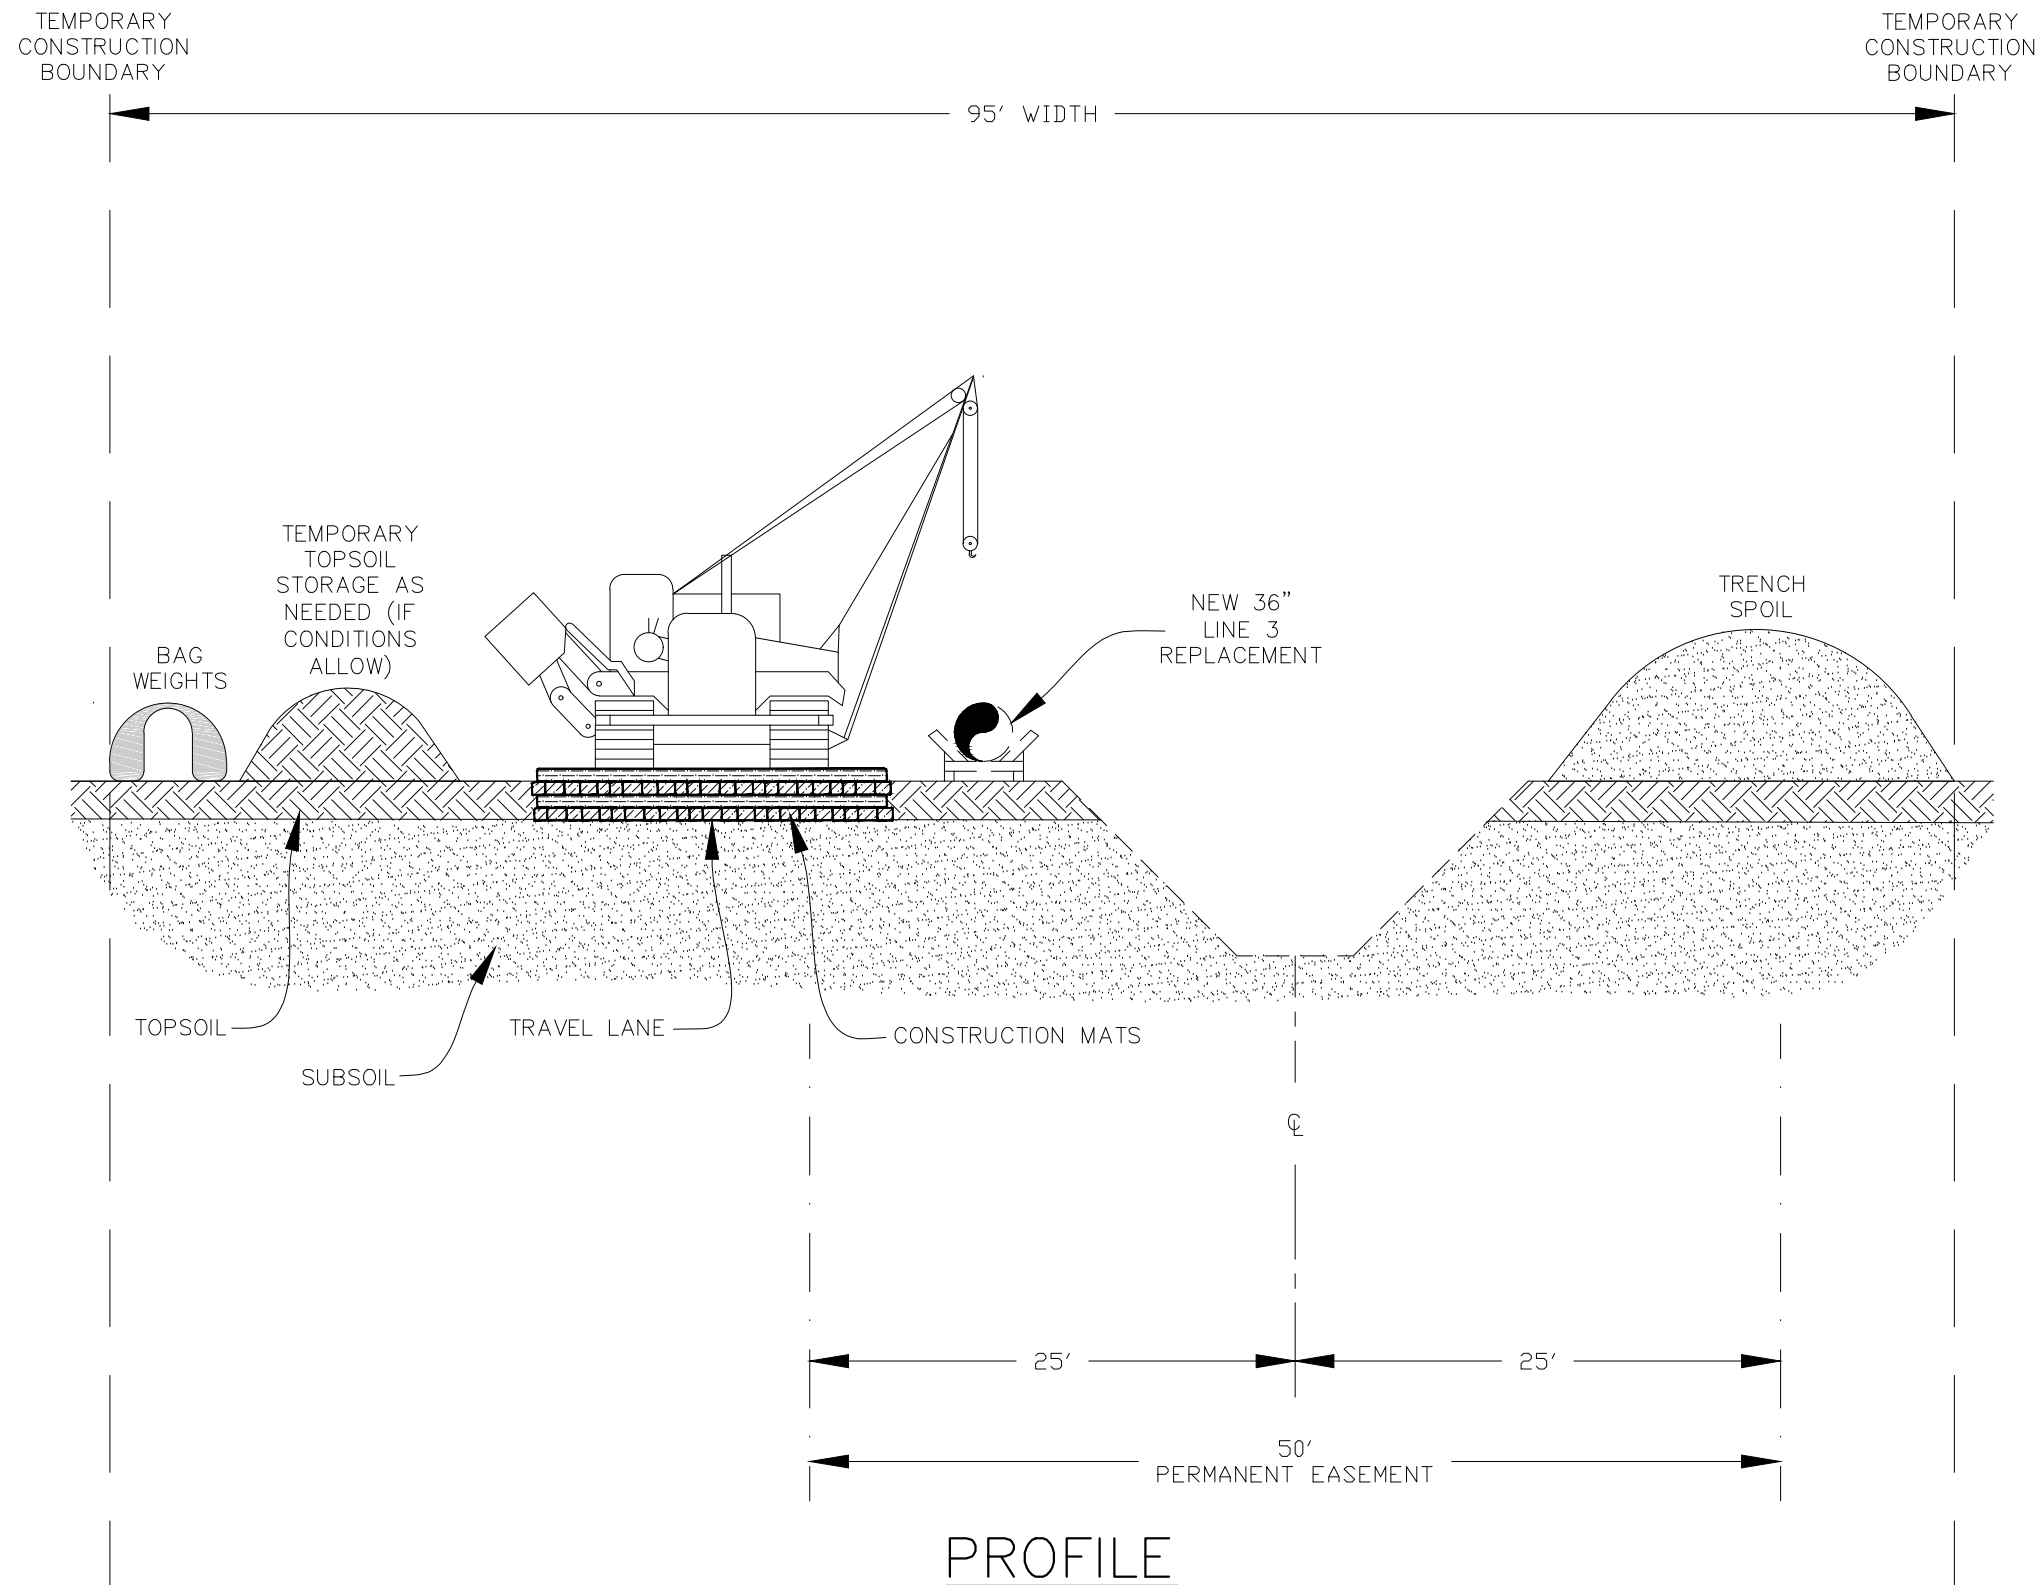 TEMPORARY
CONSTRUCTION
BOUNDARY
TEMPORARY
CONSTRUCTION
BOUNDARY
95' WIDTH
TEMPORARY
TOPSOIL
STORAGE AS
NEEDED (IF
CONDITIONS
ALLOW)
BAG
WEIGHTS
NEW 36"
LINE 3
REPLACEMENT
TRENCH
SPOIL
TOPSOIL
SUBSOIL
TRAVEL LANE
CONSTRUCTION MATS
℄
25'
25'
50'
PERMANENT EASEMENT
PROFILE